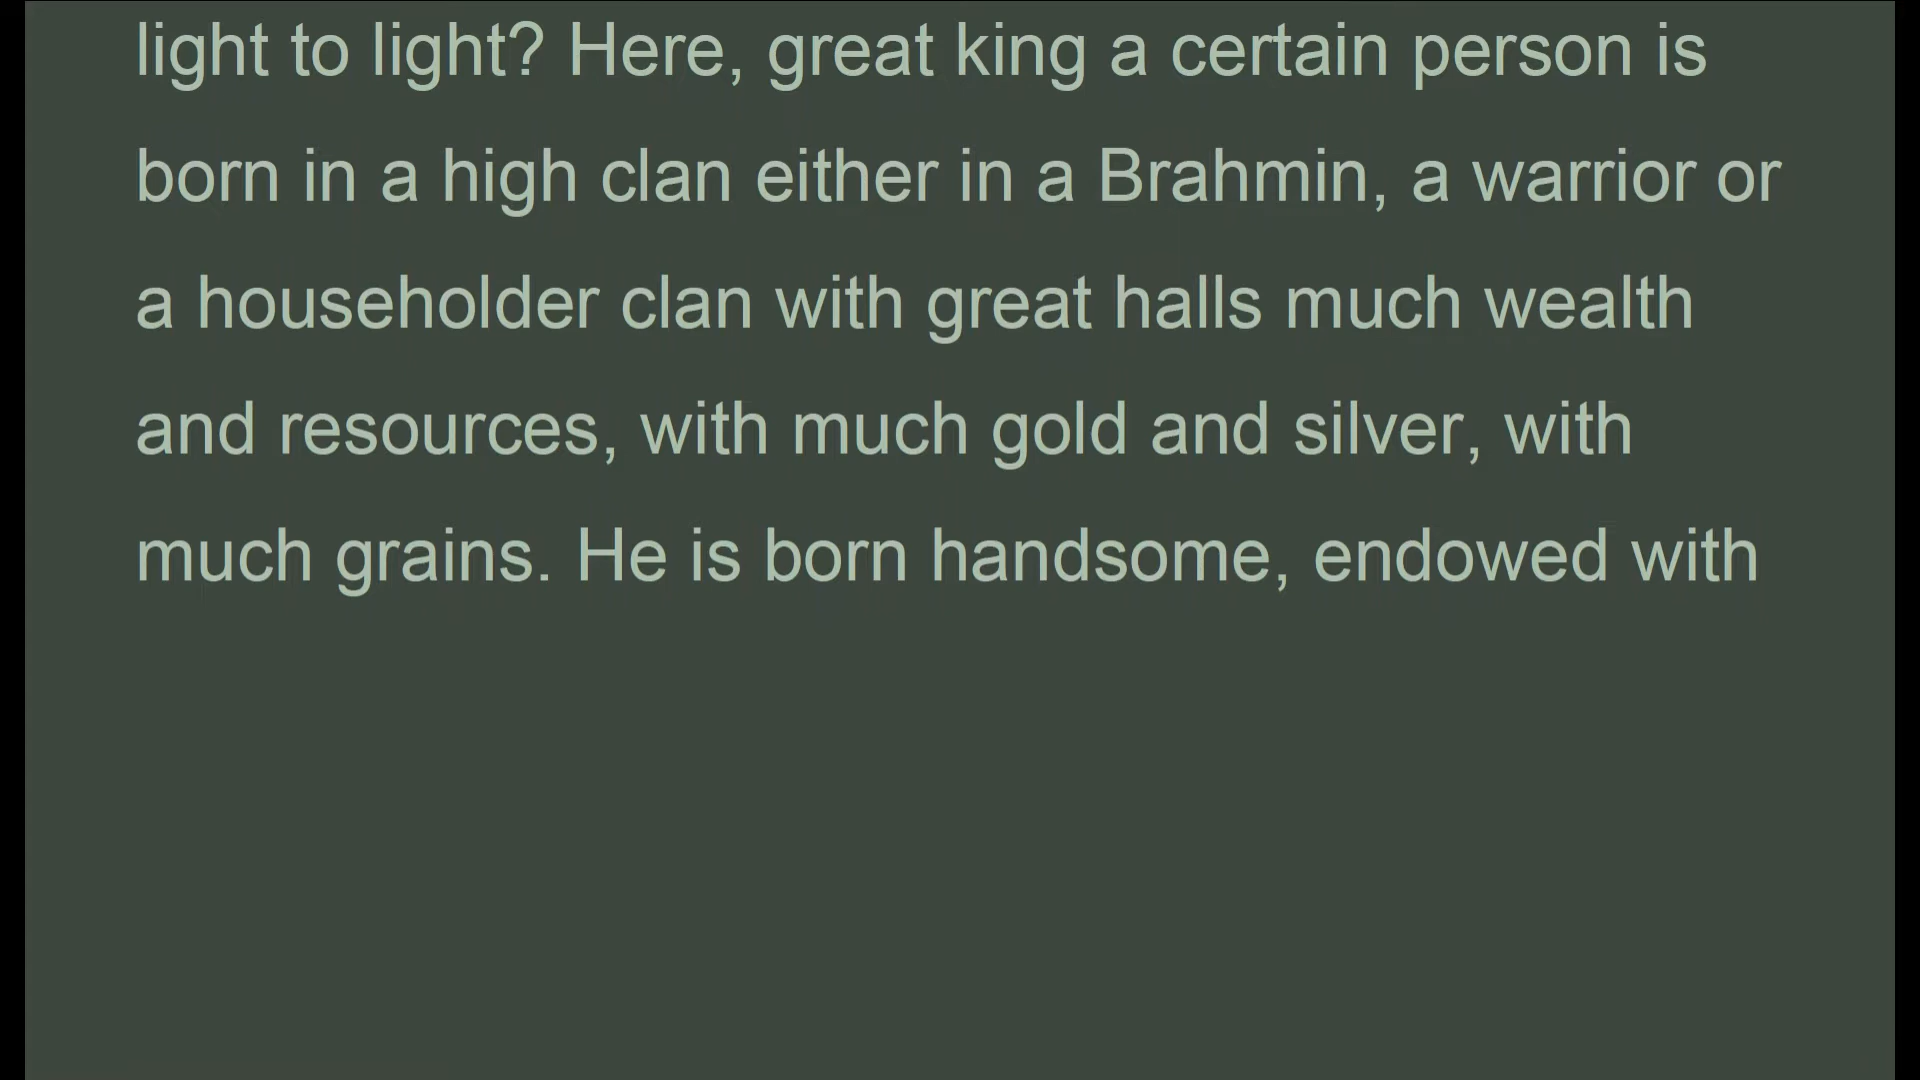 light to light? Here, great king a certain person is
born in a high clan either in a Brahmin, a warrior or
a householder clan with great halls much wealth
and resources, with much gold and silver, with
much grains. He is born handsome, endowed with